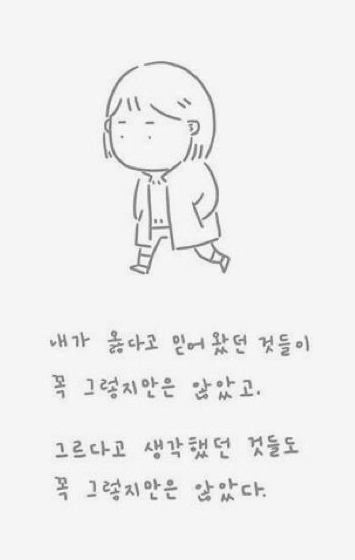 내가 옳다고 믿어 왔던 것들이
꼭 그렇지만은 않았고.
그르다고 생각했던 것들도
꼭 그렇지만은 않았다.